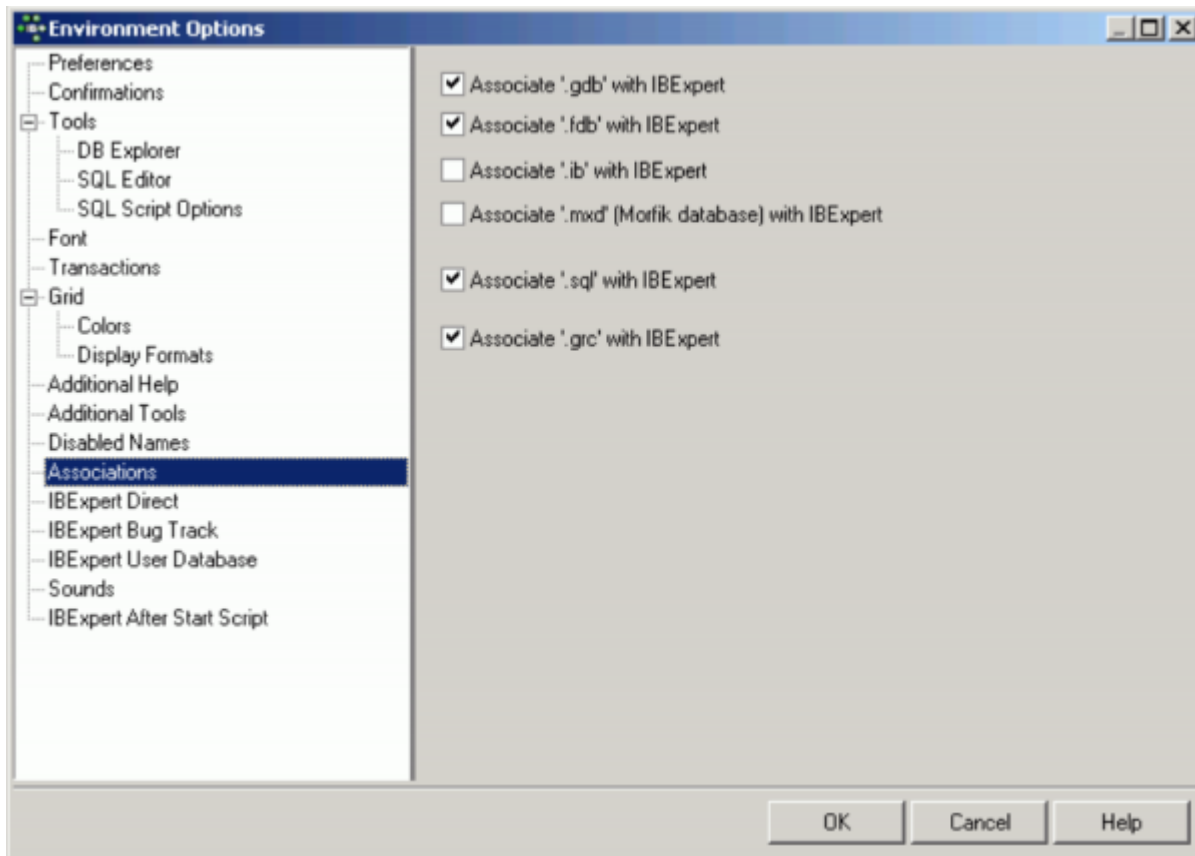 Environment Options
Preferences
Confirmations
Tools
DB Explorer
SQL Editor
SQL Script Options
Font
Transactions
Grid
Colors
Display Formats
Additional Help
Additional Tools
Disabled Names
Associations
IBExpert Direct
IBExpert Bug Track
IBExpert User Database
Sounds
IBExpert After Start Script
Associate '.gdb' with IBExpert
Associate '.fdb' with IBExpert
Associate '.ib' with IBExpert
Associate '.mxd' (Morfik database) with IBExpert
Associate '.sql' with IBExpert
Associate '.grc' with IBExpert
OK Cancel Help